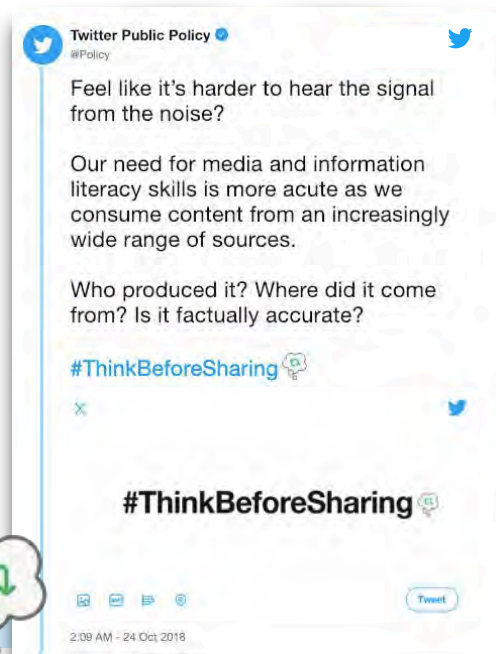 Twitter Public Policy
@Policy
Feel like it's harder to hear the signal
from the noise?
Our need for media and information
literacy skills is more acute as we
consume content from an increasingly
wide range of sources.
Who produced it? Where did it come
from? Is it factually accurate?
#ThinkBeforeSharing
#ThinkBeforeSharing
GIF
Tweet
2:09 AM - 24 Oct 2018